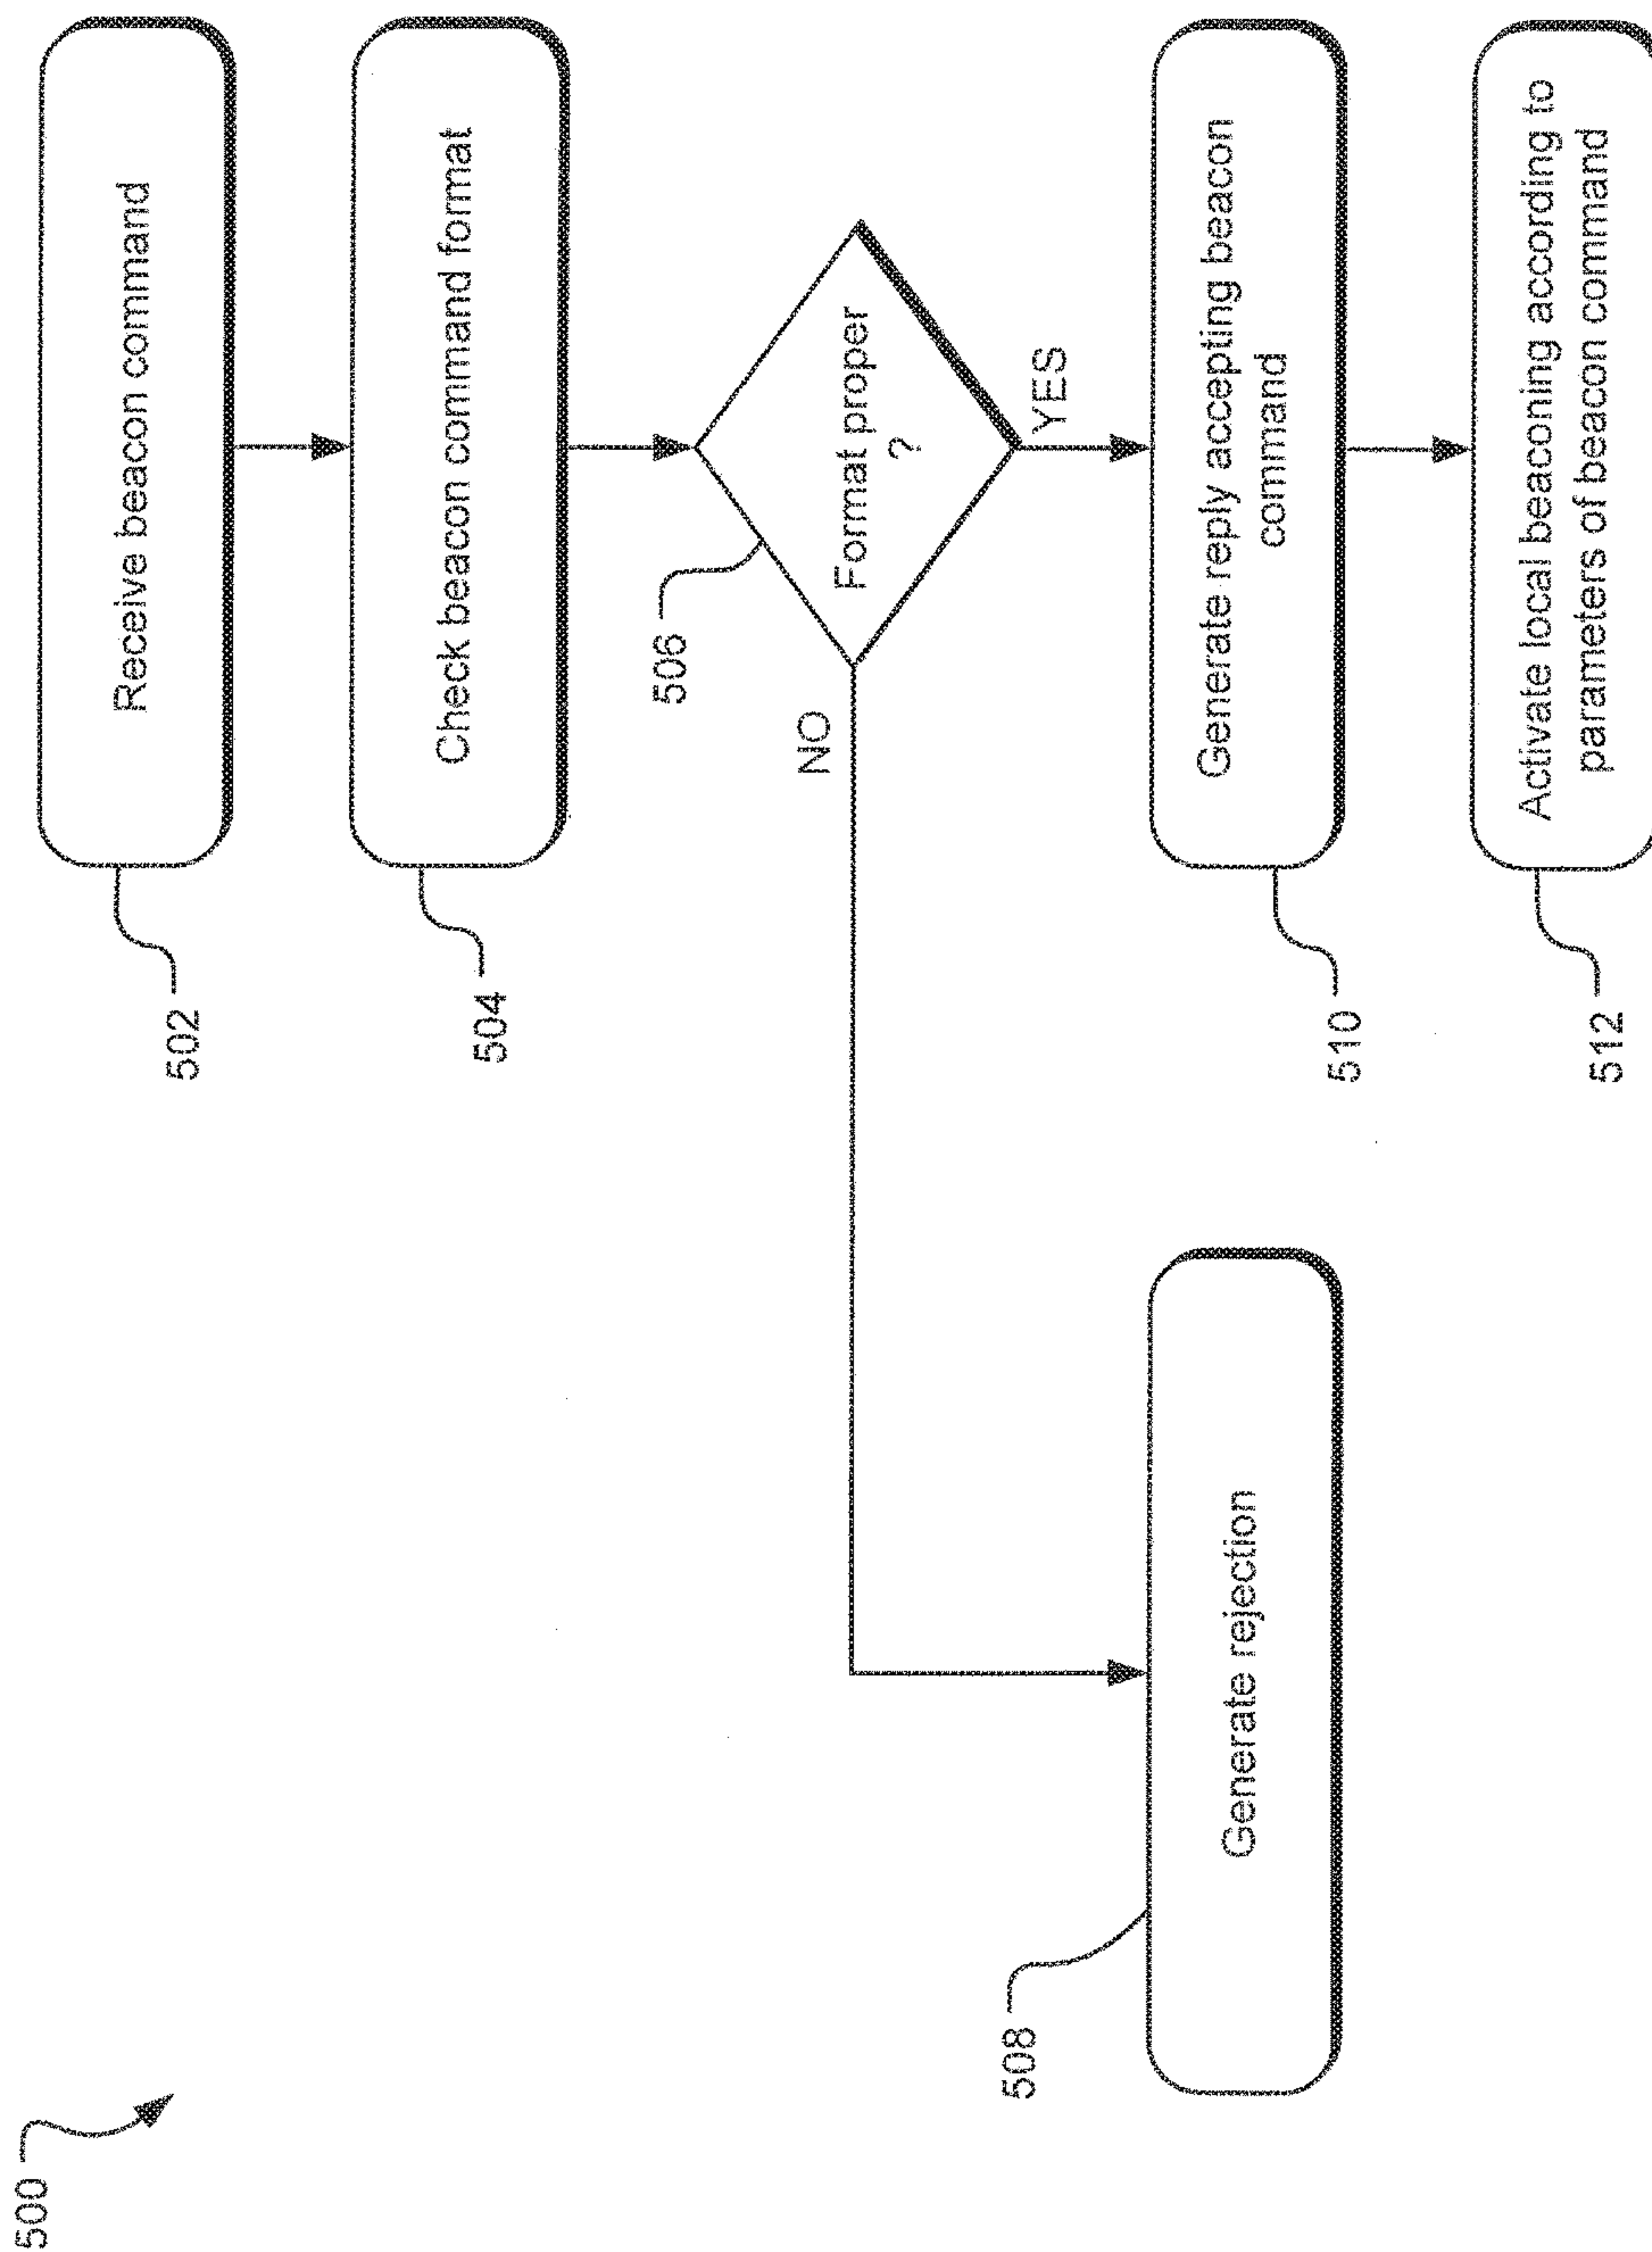 500
502
Receive beacon command
504
Check beacon command format
506
Format proper
?
NO
YES
508
Generate rejection
510
Generate reply accepting beacon
command
512
Activate local beaconing according to
parameters of beacon command